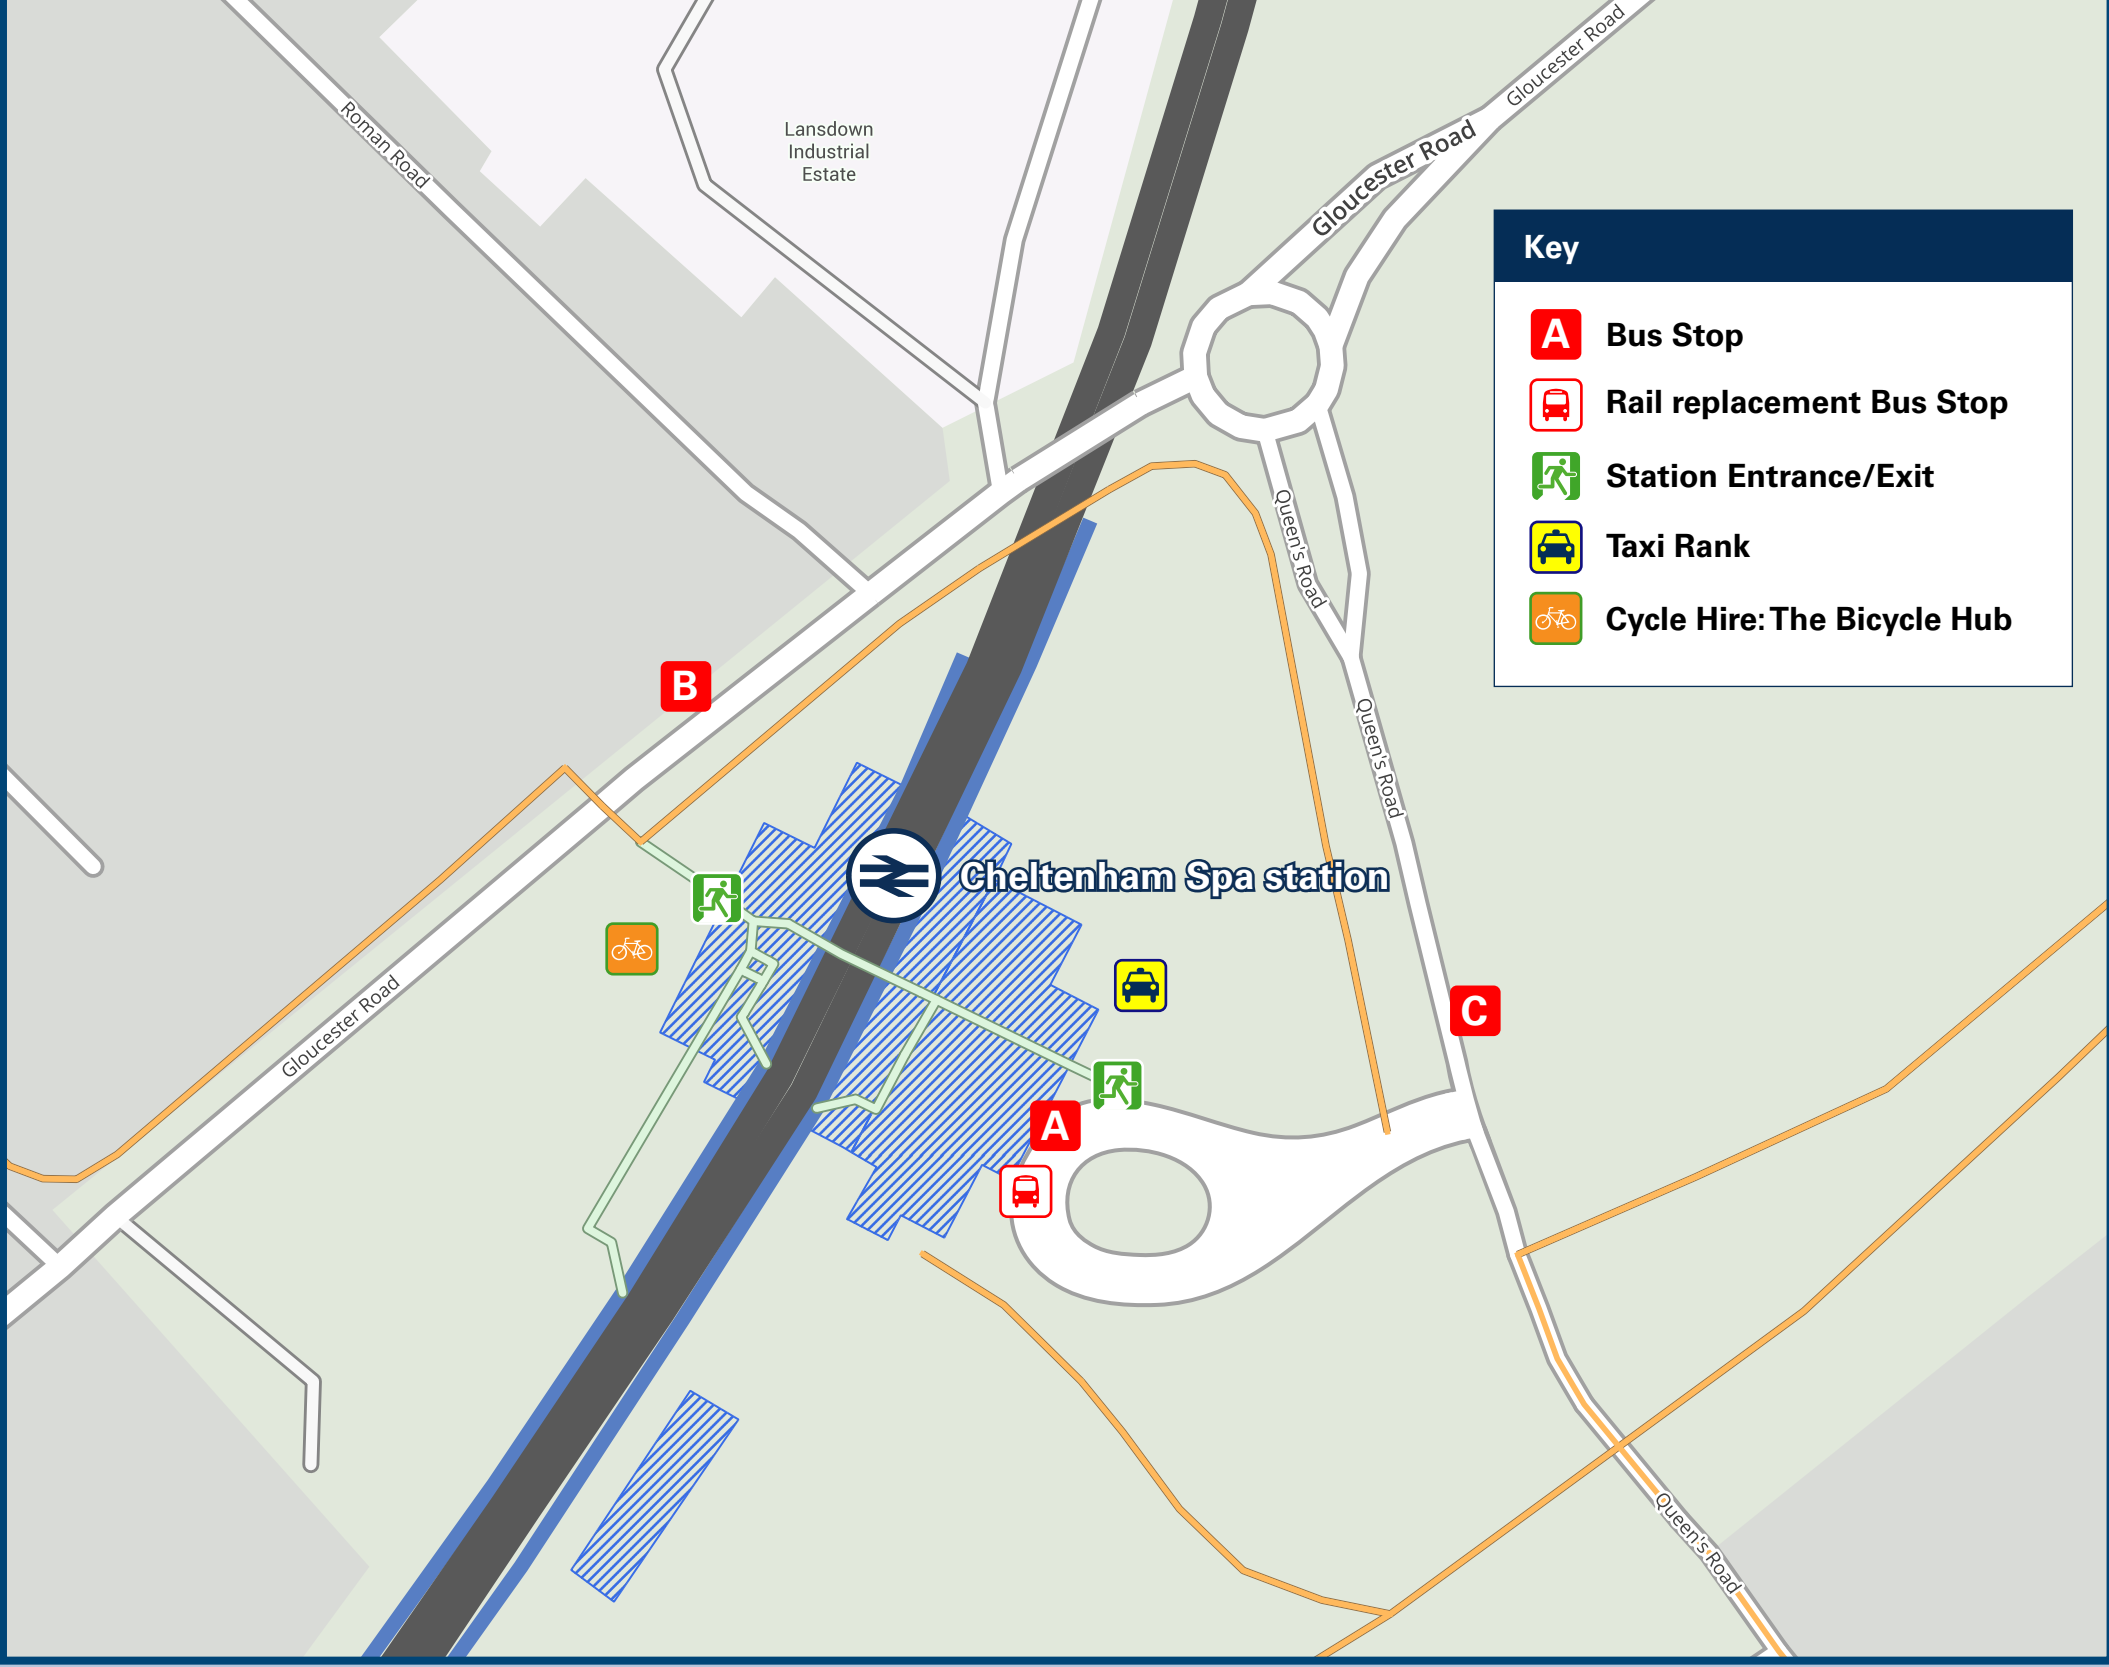 Gloucester Road
Roman Road
Lansdown
Industrial
Estate
Gloucester Road
Key
A Bus Stop
Rail replacement Bus Stop
Station Entrance/Exit
Taxi Rank
Cycle Hire: The Bicycle Hub
Queen's Road
B
Queen's Road
Cheltenham Spa station
Gloucester Road
C
A
Queen's Road